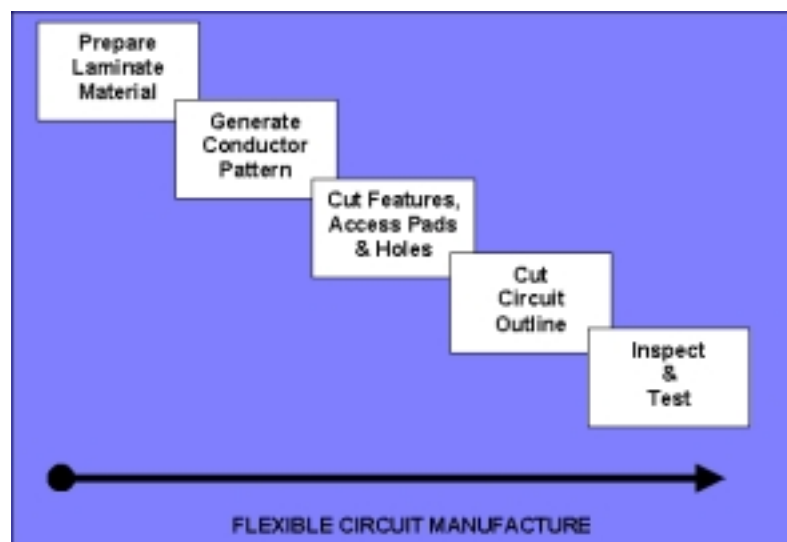 Prepare
Laminate
Material
Generate
Conductor
Pattern
Cut Features,
Access Pads
& Holes
Cut
Circuit
Outline
Inspect
&
Test
FLEXIBLE CIRCUIT MANUFACTURE